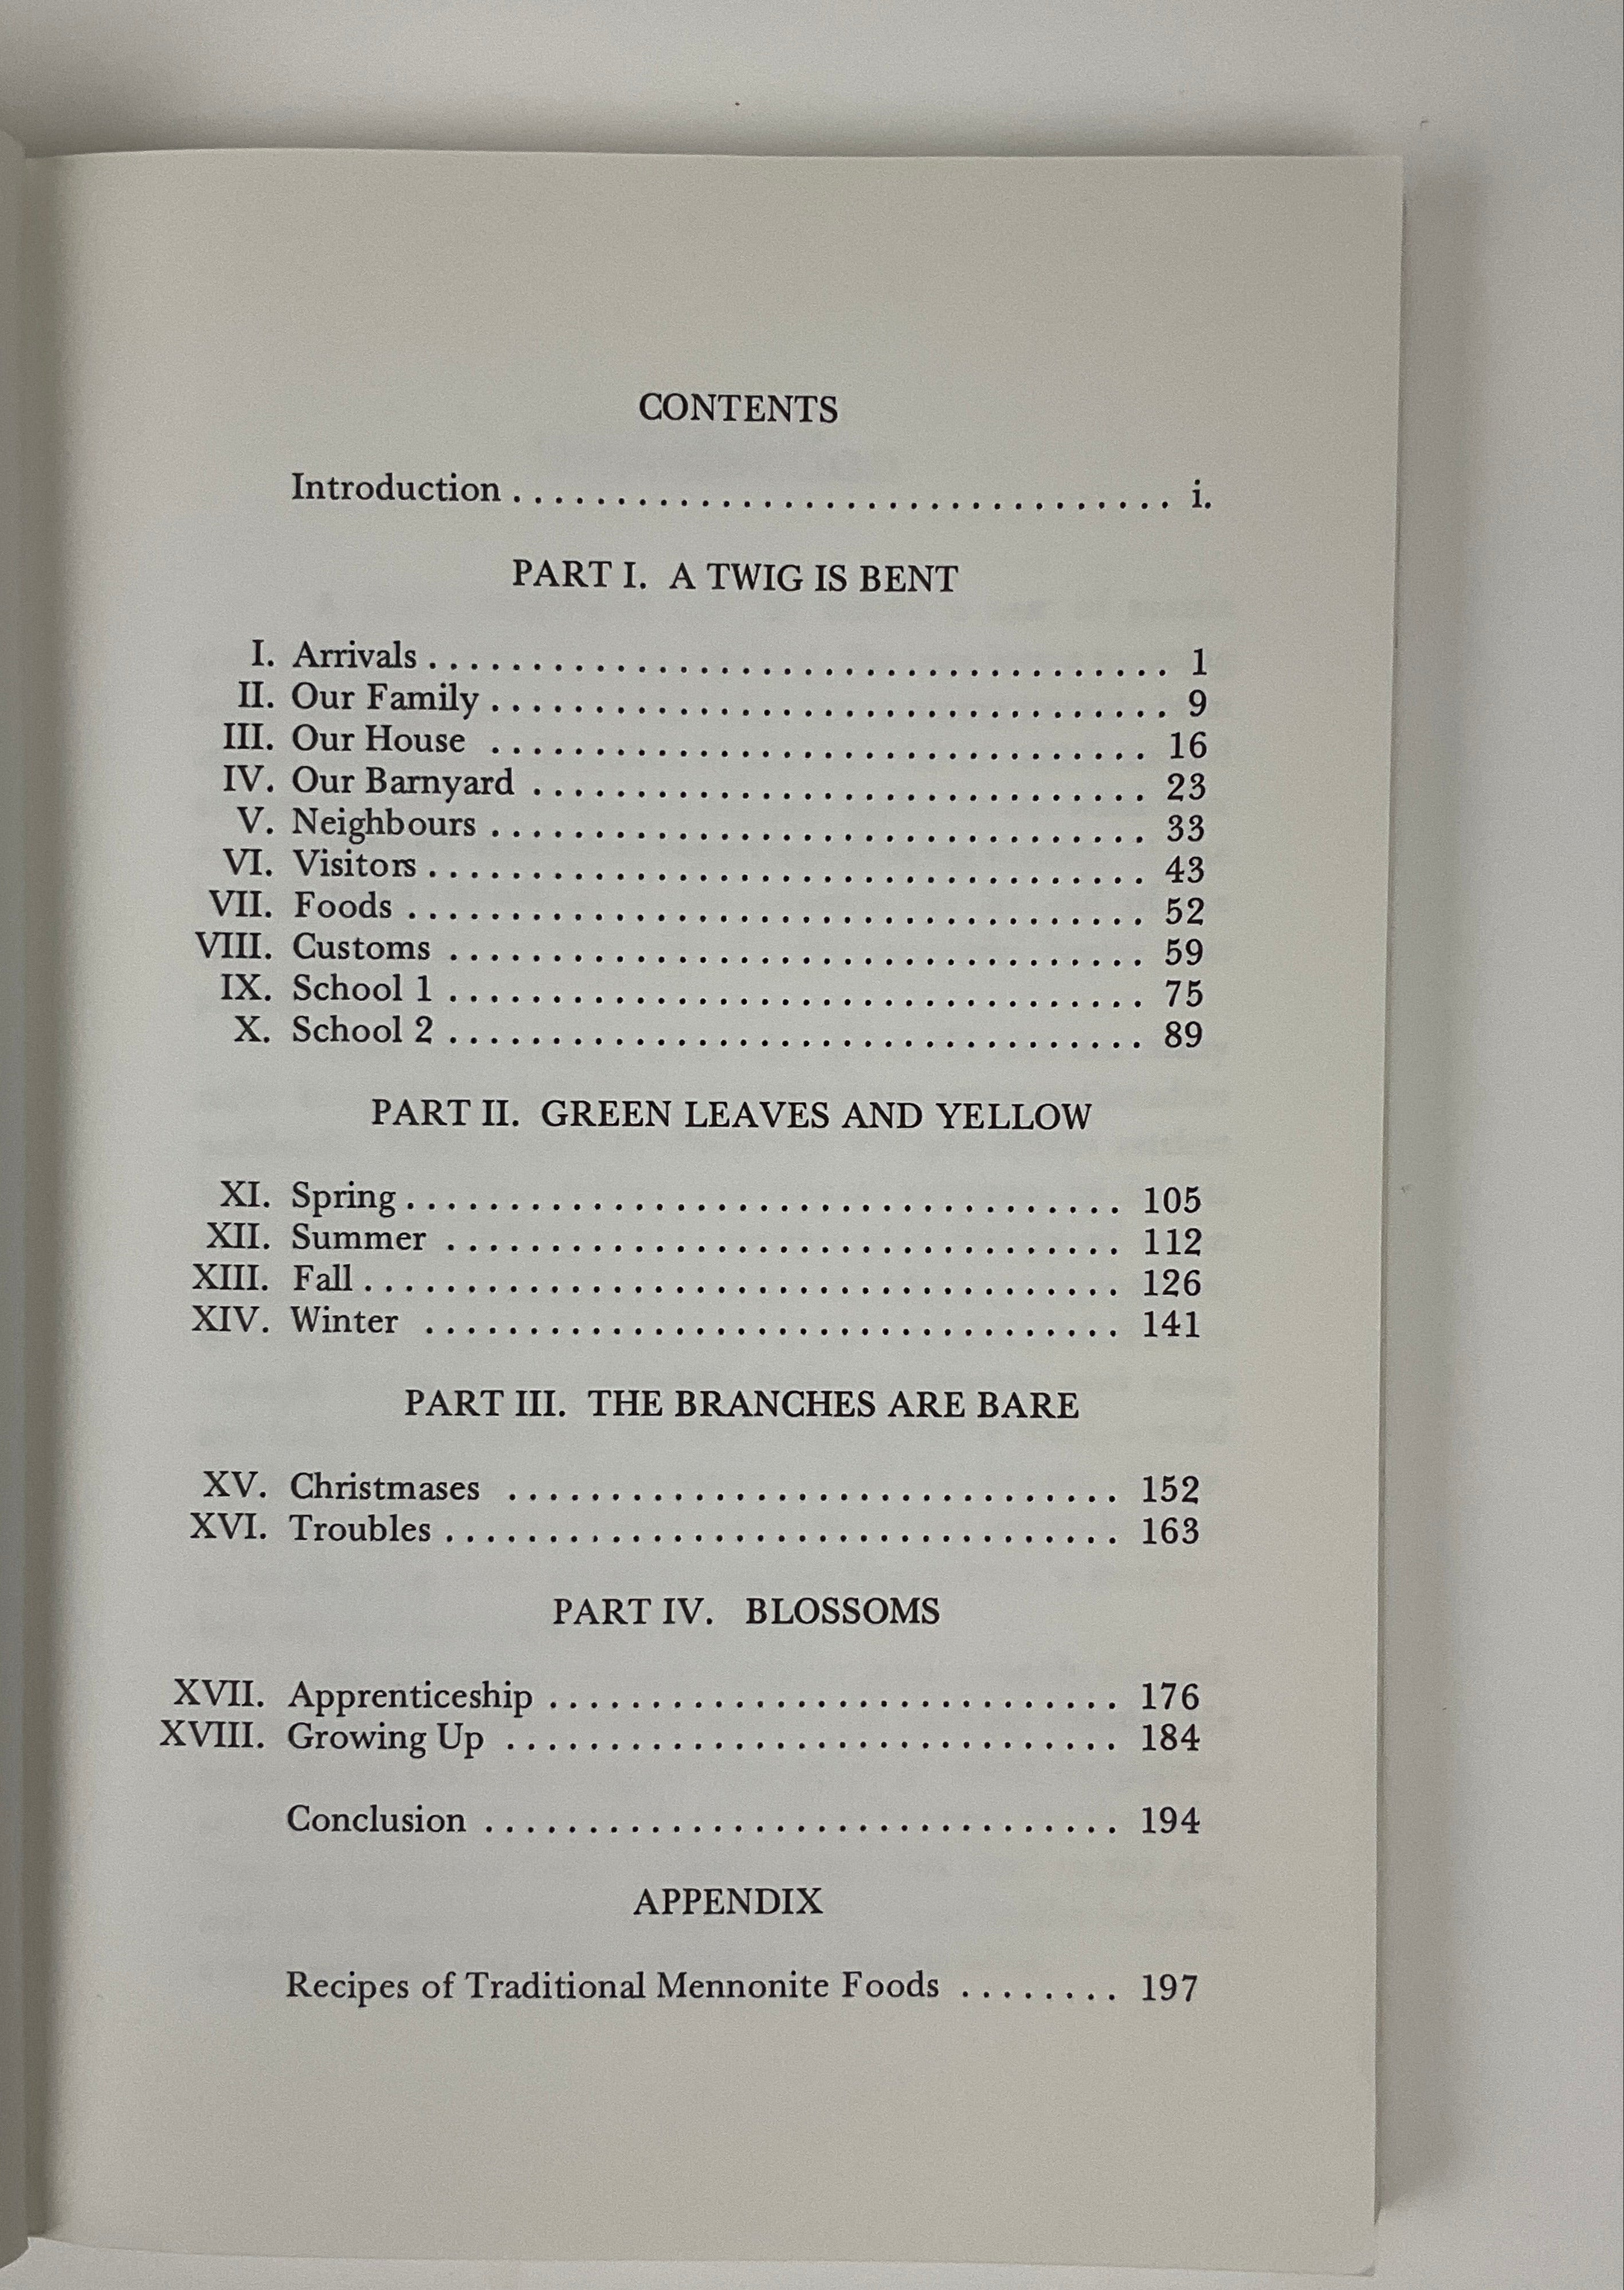 CONTENTS
Introduction . . . . . . . . . . . . . . . . . . . . . . . . . . . . . . . . i.
PART I. A TWIG IS BENT
I. Arrivals . . . . . . . . . . . . . . . . . . . . . . . . . . . . . . . . . . . . 1
II. Our Family . . . . . . . . . . . . . . . . . . . . . . . . . . . . . . . . . 9
III. Our House . . . . . . . . . . . . . . . . . . . . . . . . . . . . . . . . 16
IV. Our Barnyard . . . . . . . . . . . . . . . . . . . . . . . . . . . . . . 23
V. Neighbours . . . . . . . . . . . . . . . . . . . . . . . . . . . . . . . . 33
VI. Visitors . . . . . . . . . . . . . . . . . . . . . . . . . . . . . . . . . . . 43
VII. Foods . . . . . . . . . . . . . . . . . . . . . . . . . . . . . . . . . . . . 52
VIII. Customs . . . . . . . . . . . . . . . . . . . . . . . . . . . . . . . . . . 59
IX. School 1 . . . . . . . . . . . . . . . . . . . . . . . . . . . . . . . . . . 75
X. School 2 . . . . . . . . . . . . . . . . . . . . . . . . . . . . . . . . . . 89
PART II. GREEN LEAVES AND YELLOW
XI. Spring . . . . . . . . . . . . . . . . . . . . . . . . . . . . . . . . . . . 105
XII. Summer . . . . . . . . . . . . . . . . . . . . . . . . . . . . . . . . . 112
XIII. Fall . . . . . . . . . . . . . . . . . . . . . . . . . . . . . . . . . . . . . 126
XIV. Winter . . . . . . . . . . . . . . . . . . . . . . . . . . . . . . . . . . 141
PART III. THE BRANCHES ARE BARE
XV. Christmases . . . . . . . . . . . . . . . . . . . . . . . . . . . . . . 152
XVI. Troubles . . . . . . . . . . . . . . . . . . . . . . . . . . . . . . . . . 163
PART IV. BLOSSOMS
XVII. Apprenticeship . . . . . . . . . . . . . . . . . . . . . . . . . . . . 176
XVIII. Growing Up . . . . . . . . . . . . . . . . . . . . . . . . . . . . . . 184
Conclusion . . . . . . . . . . . . . . . . . . . . . . . . . . . . . . . 194
APPENDIX
Recipes of Traditional Mennonite Foods . . . . . . . . 197